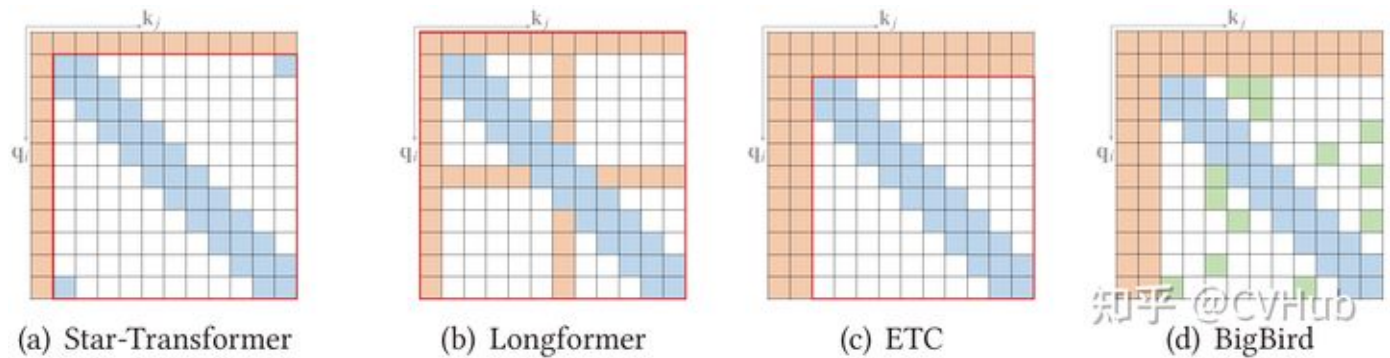 k_j k_j k_j k_j
q_i q_i q_i q_i
知乎 @CVHub
(a) Star-Transformer (b) Longformer (c) ETC (d) BigBird